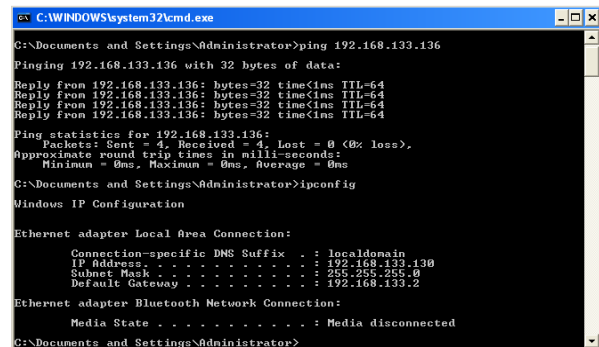 C:\WINDOWS\system32\cmd.exe
C:\Documents and Settings\Administrator>ping 192.168.133.136
Pinging 192.168.133.136 with 32 bytes of data:
Reply from 192.168.133.136: bytes=32 time<1ms TTL=64
Reply from 192.168.133.136: bytes=32 time<1ms TTL=64
Reply from 192.168.133.136: bytes=32 time<1ms TTL=64
Reply from 192.168.133.136: bytes=32 time<1ms TTL=64
Ping statistics for 192.168.133.136:
    Packets: Sent = 4, Received = 4, Lost = 0 (0% loss),
Approximate round trip times in milli-seconds:
    Minimum = 0ms, Maximum = 0ms, Average = 0ms
C:\Documents and Settings\Administrator>ipconfig
Windows IP Configuration
Ethernet adapter Local Area Connection:
        Connection-specific DNS Suffix  . : localdomain
        IP Address. . . . . . . . . . . . : 192.168.133.130
        Subnet Mask . . . . . . . . . . . : 255.255.255.0
        Default Gateway . . . . . . . . . : 192.168.133.2
Ethernet adapter Bluetooth Network Connection:
        Media State . . . . . . . . . . . : Media disconnected
C:\Documents and Settings\Administrator>